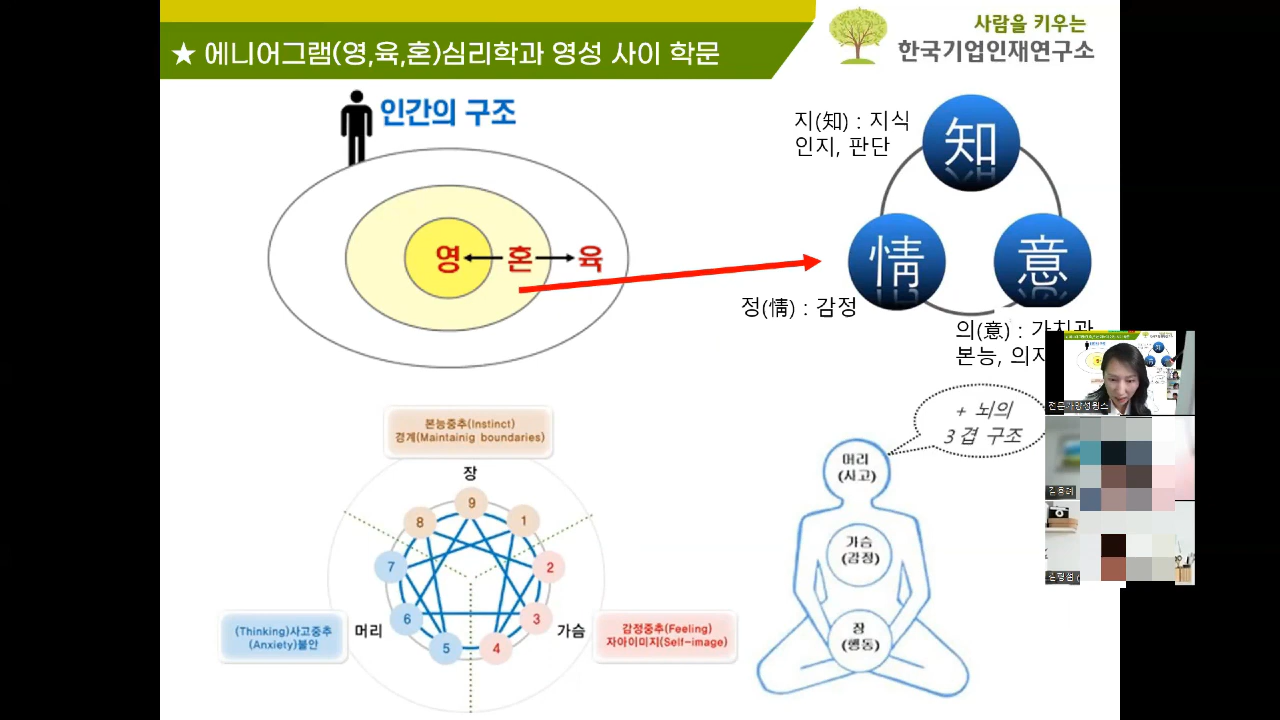 ★ 에니어그램(영,육,혼)심리학과 영성 사이 학문
사람을 키우는
한국기업인재연구소
인간의 구조
영 혼 육
지(知) : 지식
인지, 판단
知
情
意
정(情) : 감정
의(意) : 가치관
본능, 의지
+ 뇌의
3 겹 구조
본능중추(Instinct)
경계(Maintainig boundaries)
장
9
8
1
7
2
6
3
5
4
(Thinking)사고중추
(Anxiety)불안
머리
가슴
감정중추(Feeling)
자아이미지(Self-image)
머리
(사고)
가슴
(감정)
장
(행동)